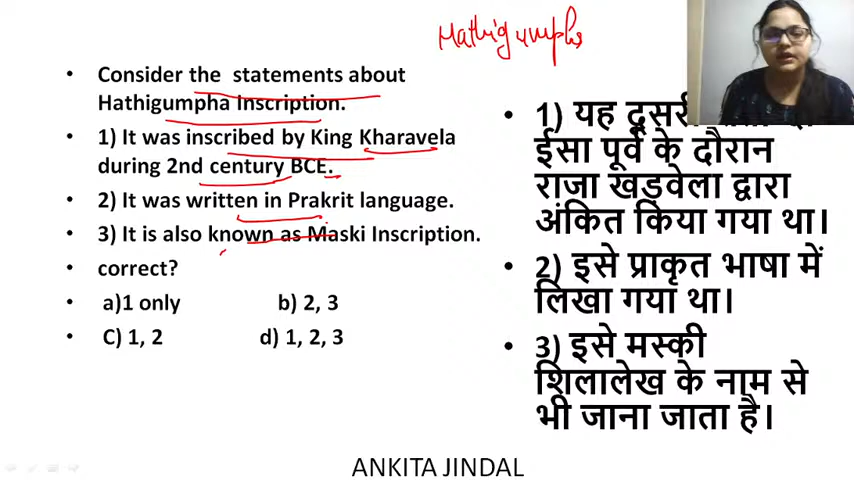 Hathigumpha
• Consider the statements about
Hathigumpha Inscription.
• 1) It was inscribed by King Kharavela
during 2nd century BCE.
• 2) It was written in Prakrit language.
• 3) It is also known as Maski Inscription.
• correct?
• a)1 only b) 2, 3
• C) 1, 2 d) 1, 2, 3
• 1) यह दूसरी
ईसा पूर्व के दौरान
राजा खड़वेला द्वारा
अंकित किया गया था।
• 2) इसे प्राकृत भाषा में
लिखा गया था।
• 3) इसे मस्की
शिलालेख के नाम से
भी जाना जाता है।
ANKITA JINDAL